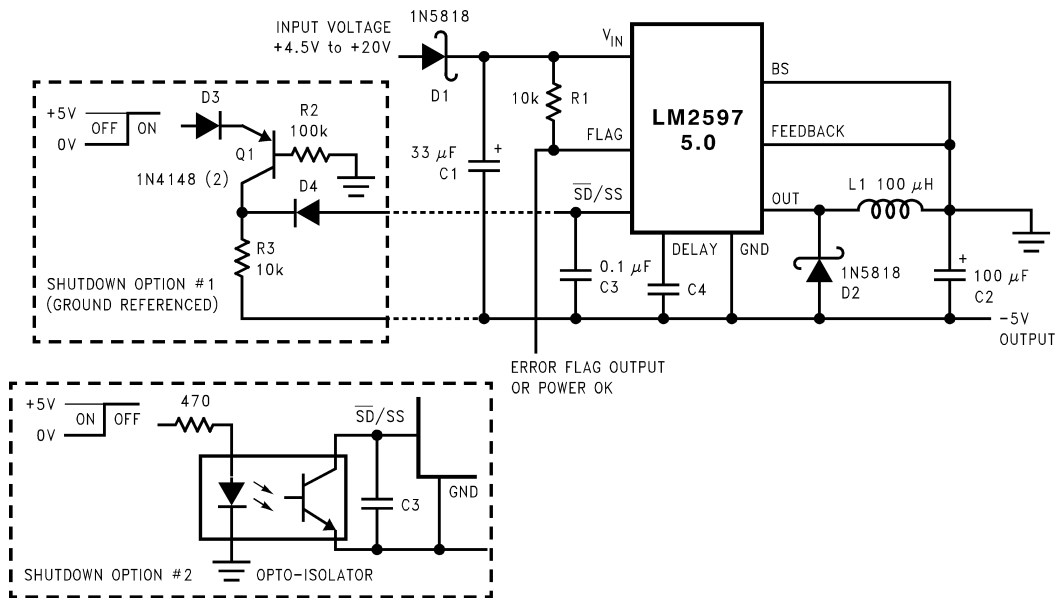 1N5818
INPUT VOLTAGE
+4.5V to +20V
D1
VIN
10k
R1
33 μF
C1
+
FLAG
LM2597
5.0
BS
FEEDBACK
OUT
L1 100 μH
S̅D̅/SS
DELAY
GND
0.1 μF
C3
C4
1N5818
D2
+
100 μF
C2
-5V
OUTPUT
ERROR FLAG OUTPUT
OR POWER OK
+5V
OFF
ON
0V
D3
R2
100k
Q1
1N4148 (2)
D4
R3
10k
SHUTDOWN OPTION #1
(GROUND REFERENCED)
+5V
ON
OFF
0V
470
S̅D̅/SS
GND
C3
SHUTDOWN OPTION #2
OPTO-ISOLATOR